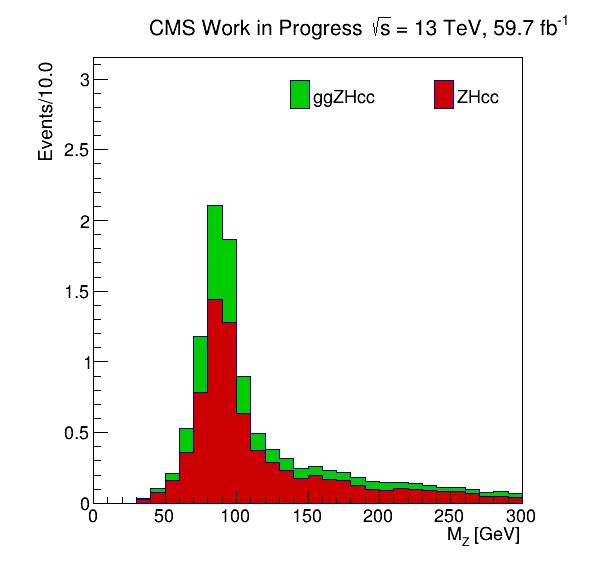 CMS Work in Progress √s = 13 TeV, 59.7 fb⁻¹
Events/10.0
3
2.5
2
1.5
1
0.5
0
ggZHcc
ZHcc
0 50 100 150 200 250 300
M_Z [GeV]